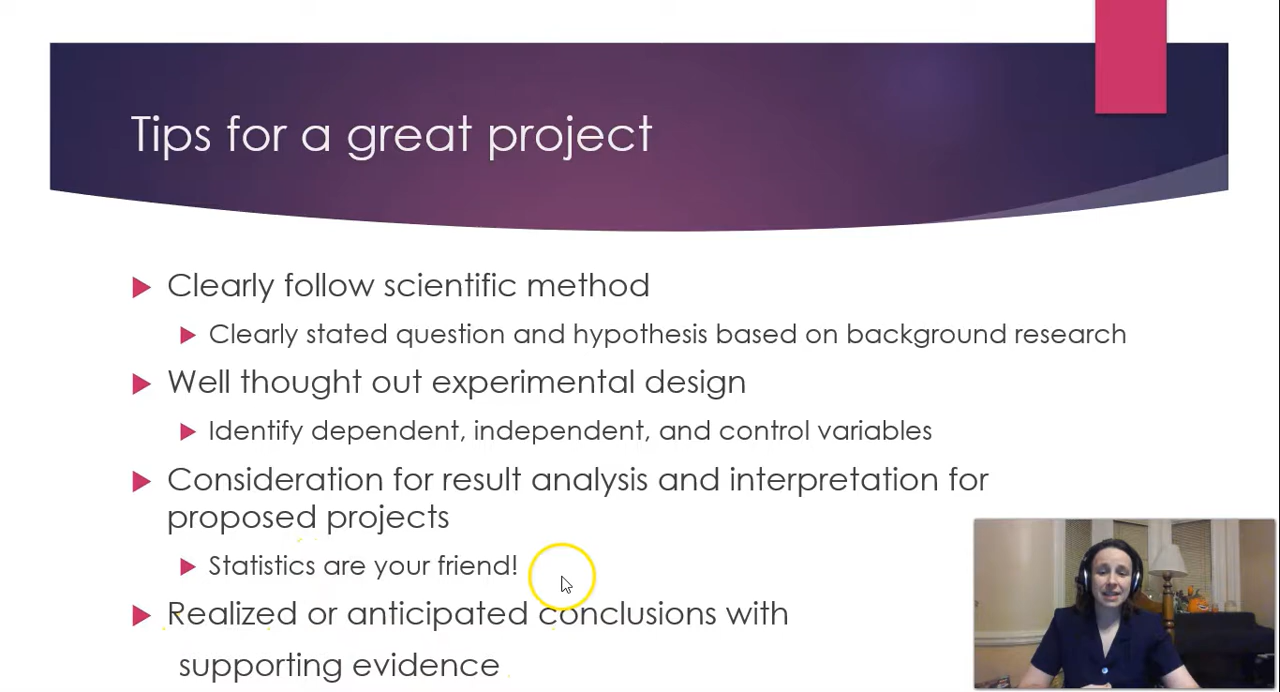 Tips for a great project
Clearly follow scientific method
Clearly stated question and hypothesis based on background research
Well thought out experimental design
Identify dependent, independent, and control variables
Consideration for result analysis and interpretation for
proposed projects
Statistics are your friend!
Realized or anticipated conclusions with
supporting evidence